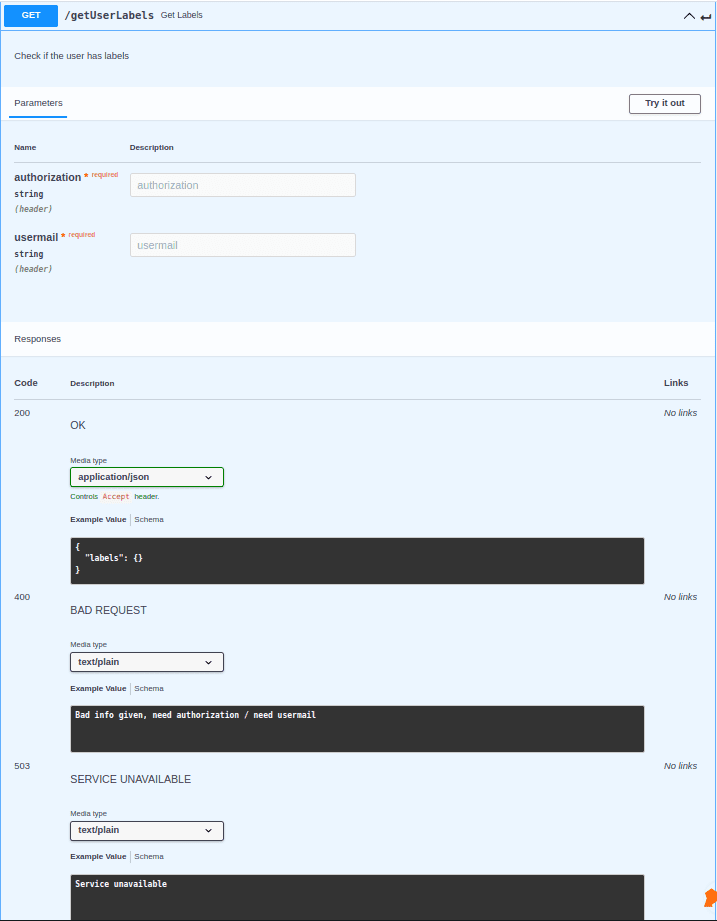 GET /getUserLabels Get Labels
Check if the user has labels
Parameters Try it out
Name Description
authorization * required
string
(header)
authorization
usermail * required
string
(header)
usermail
Responses
Code Description Links
200 No links
OK
Media type
application/json
Controls Accept header.
Example Value Schema
{
"labels": {}
}
400 No links
BAD REQUEST
Media type
text/plain
Example Value Schema
Bad info given, need authorization / need usermail
503 No links
SERVICE UNAVAILABLE
Media type
text/plain
Example Value Schema
Service unavailable